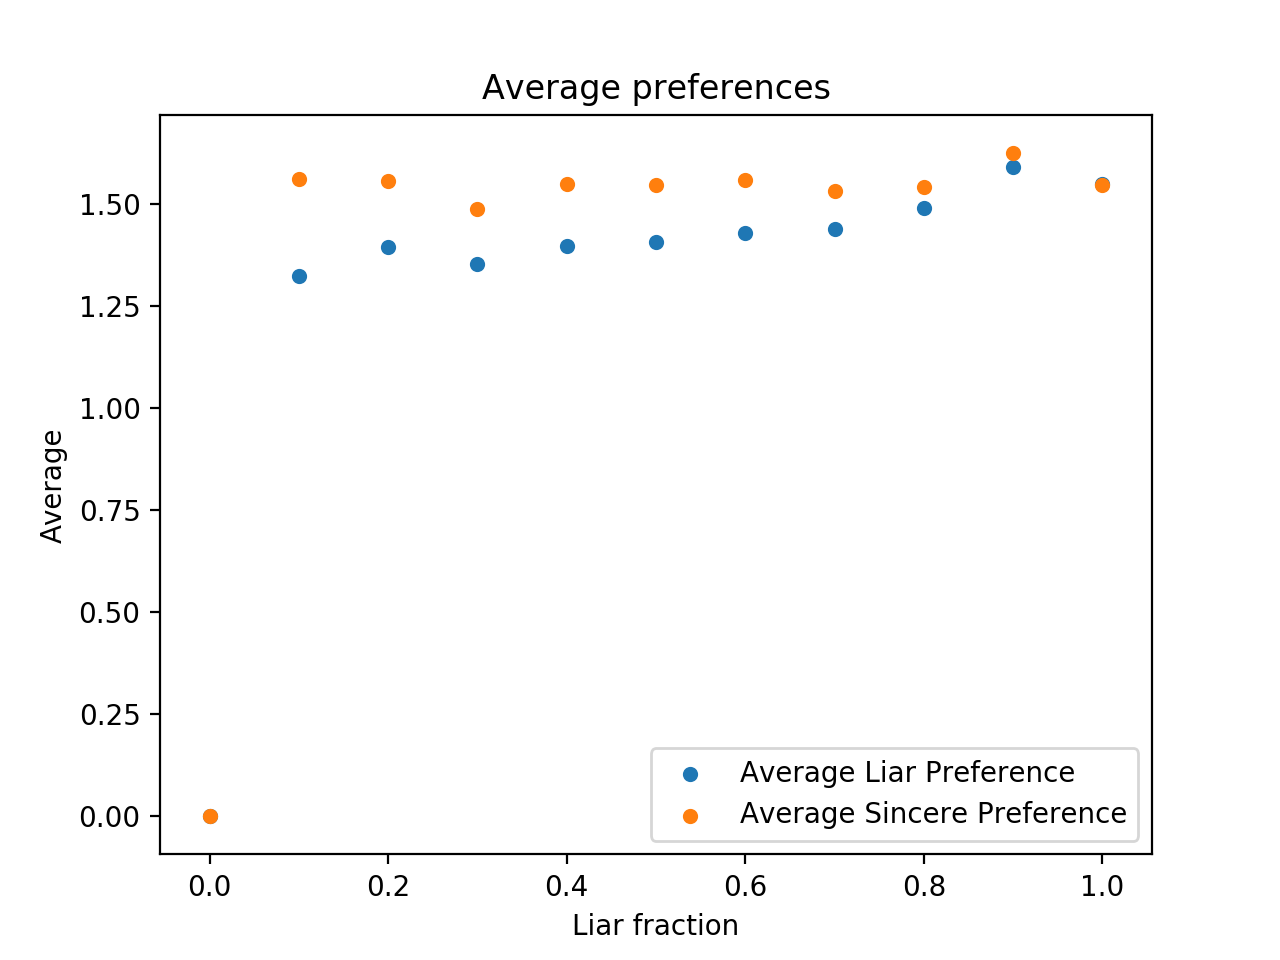 Average preferences
1.50
1.25
1.00
0.75
0.50
0.25
0.00
Average
0.0 0.2 0.4 0.6 0.8 1.0
Liar fraction
Average Liar Preference
Average Sincere Preference